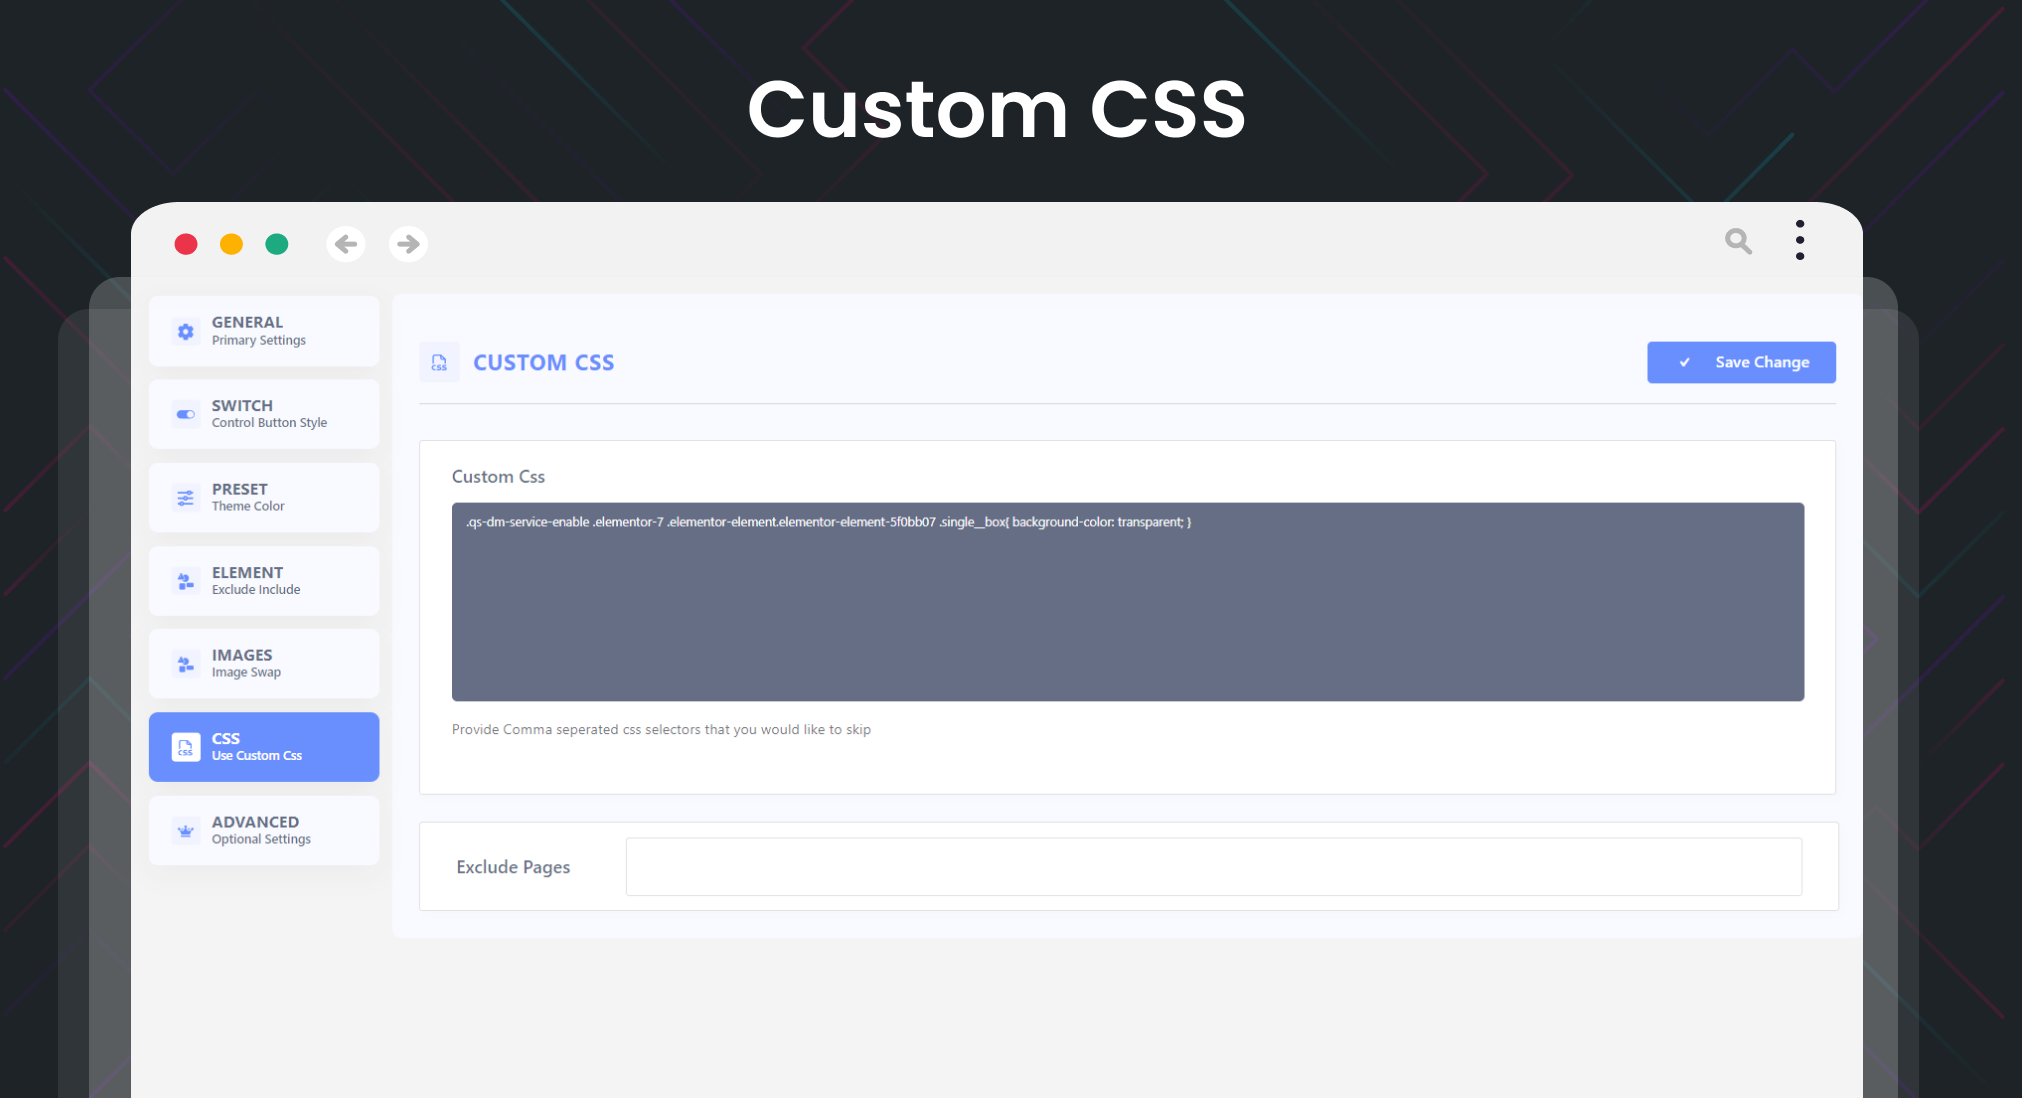 Custom CSS
GENERAL
Primary Settings
SWITCH
Control Button Style
PRESET
Theme Color
ELEMENT
Exclude Include
IMAGES
Image Swap
CSS
CSS
Use Custom Css
ADVANCED
Optional Settings
CSS
CUSTOM CSS
Save Change
Custom Css
.qs-dm-service-enable .elementor-7 .elementor-element.elementor-element-5f0bb07 .single__box{ background-color: transparent; }
Provide Comma seperated css selectors that you would like to skip
Exclude Pages